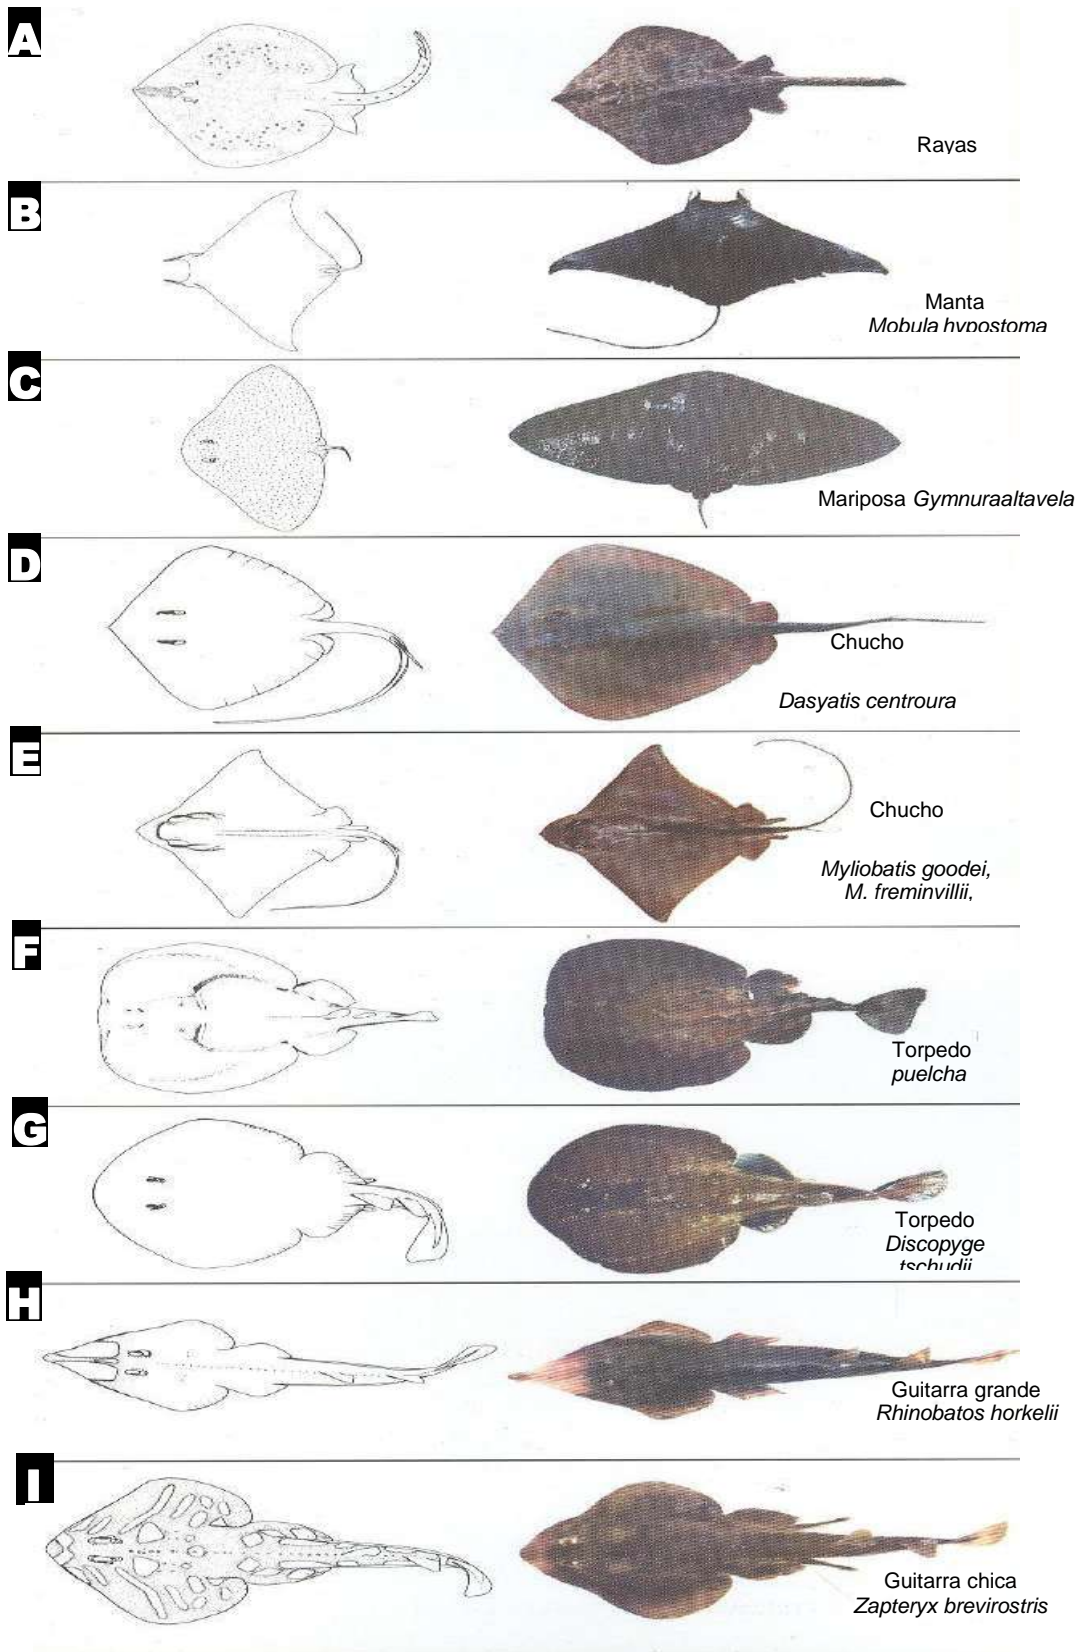 A
Rayas
B
Manta
Mobula hypostoma
C
Mariposa Gymnuraaltavela
D
Chucho
Dasyatis centroura
E
Chucho
Myliobatis goodei,
M. freminvillii,
F
Torpedo
puelcha
G
Torpedo
Discopyge
tschudii
H
Guitarra grande
Rhinobatos horkelii
I
Guitarra chica
Zapteryx brevirostris